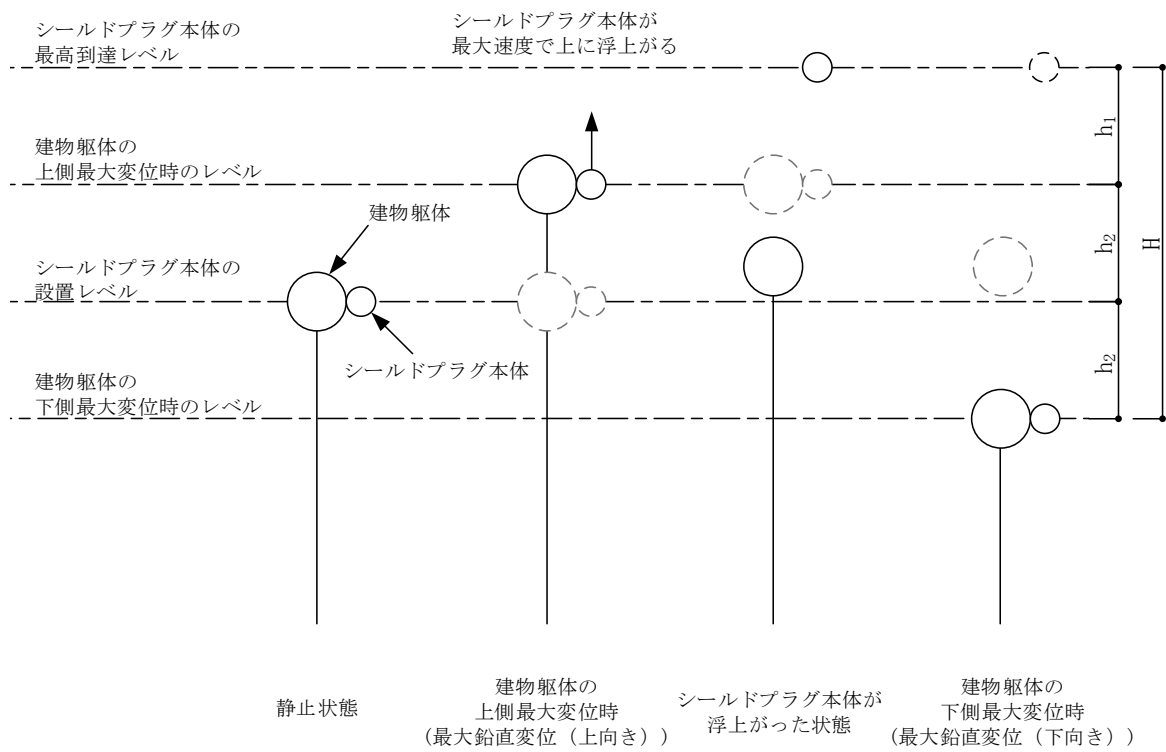 シールドプラグ本体の
最高到達レベル
シールドプラグ本体が
最大速度で上に浮上がる
建物躯体の
上側最大変位時のレベル
建物躯体
シールドプラグ本体の
設置レベル
シールドプラグ本体
建物躯体の
下側最大変位時のレベル
h1
h2
h2
H
静止状態
建物躯体の
上側最大変位時
(最大鉛直変位（上向き）)
シールドプラグ本体が
浮上がった状態
建物躯体の
下側最大変位時
(最大鉛直変位（下向き）)